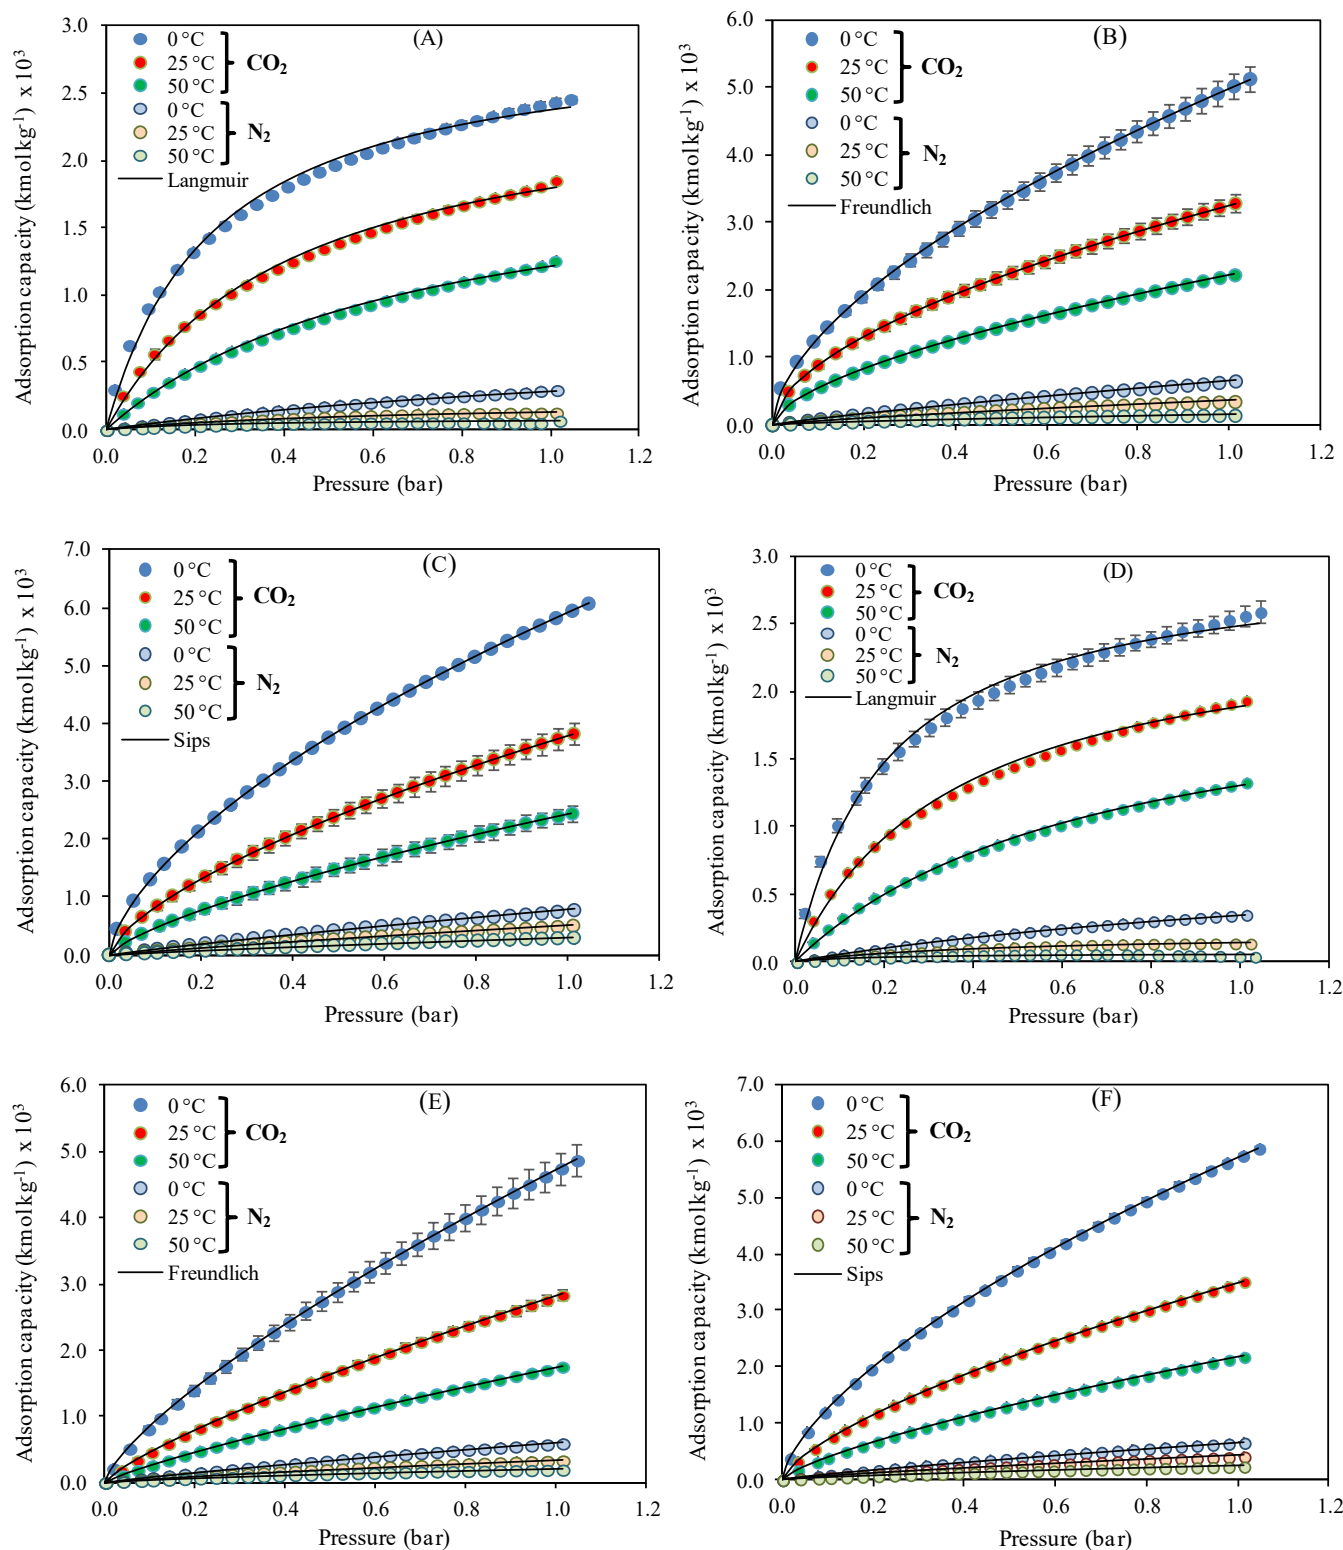 (A)
Adsorption capacity (kmolkg-1) x 10³
3.0
2.5
2.0
1.5
1.0
0.5
0.0
0 °C
25 °C
50 °C
CO₂
0 °C
25 °C
50 °C
N₂
Langmuir
0.0 0.2 0.4 0.6 0.8 1.0 1.2
Pressure (bar)
(B)
Adsorption capacity (kmolkg-1) x 10³
6.0
5.0
4.0
3.0
2.0
1.0
0.0
0 °C
25 °C
50 °C
CO₂
0 °C
25 °C
50 °C
N₂
Freundlich
0.0 0.2 0.4 0.6 0.8 1.0 1.2
Pressure (bar)
(C)
Adsorption capacity (kmolkg-1) x 10³
7.0
6.0
5.0
4.0
3.0
2.0
1.0
0.0
0 °C
25 °C
50 °C
CO₂
0 °C
25 °C
50 °C
N₂
Sips
0.0 0.2 0.4 0.6 0.8 1.0 1.2
Pressure (bar)
(D)
Adsorption capacity (kmolkg-1) x 10³
3.0
2.5
2.0
1.5
1.0
0.5
0.0
0 °C
25 °C
50 °C
CO₂
0 °C
25 °C
50 °C
N₂
Langmuir
0.0 0.2 0.4 0.6 0.8 1.0 1.2
Pressure (bar)
(E)
Adsorption capacity (kmolkg-1) x 10³
6.0
5.0
4.0
3.0
2.0
1.0
0.0
0 °C
25 °C
50 °C
CO₂
0 °C
25 °C
50 °C
N₂
Freundlich
0.0 0.2 0.4 0.6 0.8 1.0 1.2
Pressure (bar)
(F)
Adsorption capacity (kmolkg-1) x 10³
7.0
6.0
5.0
4.0
3.0
2.0
1.0
0.0
0 °C
25 °C
50 °C
CO₂
0 °C
25 °C
50 °C
N₂
Sips
0.0 0.2 0.4 0.6 0.8 1.0 1.2
Pressure (bar)